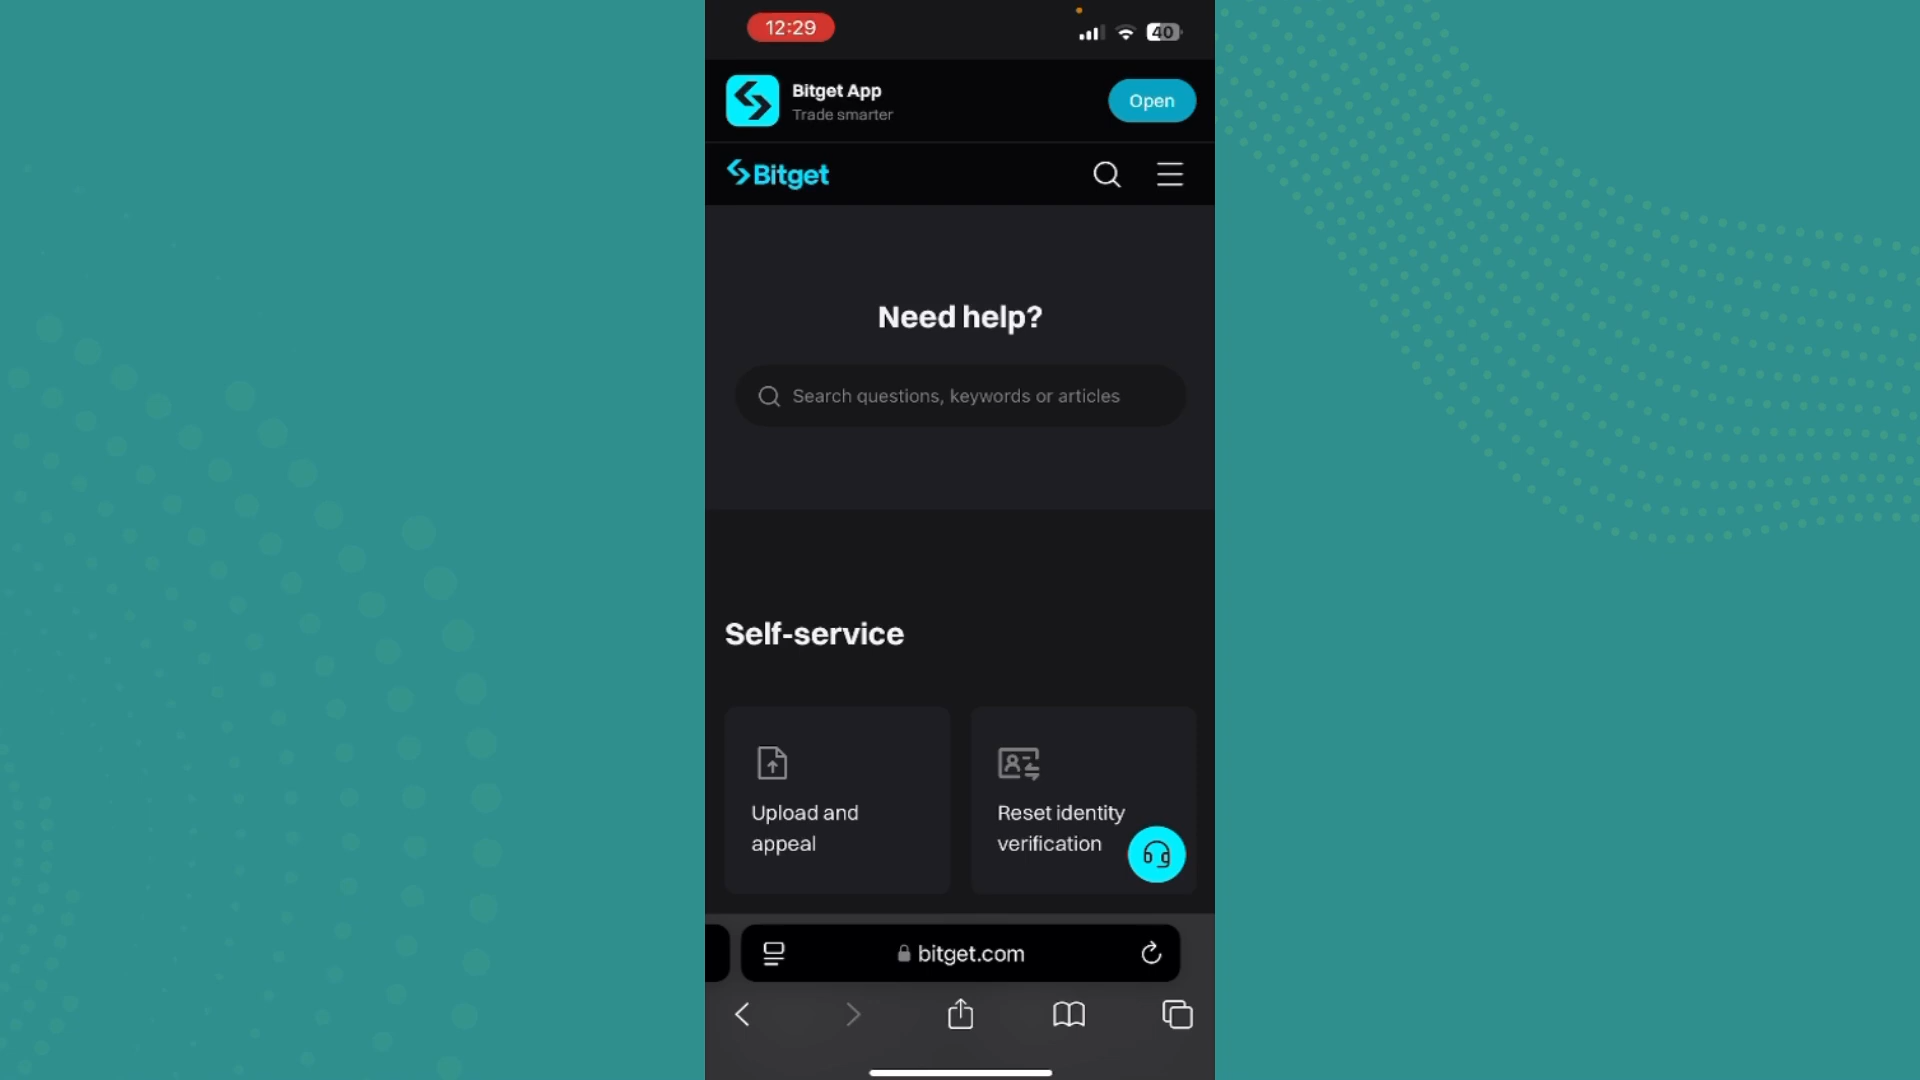 12:29
40
Bitget App
Trade smarter
Open
Bitget
Need help?
Search questions, keywords or articles
Self-service
Upload and
appeal
Reset identity
verification
bitget.com